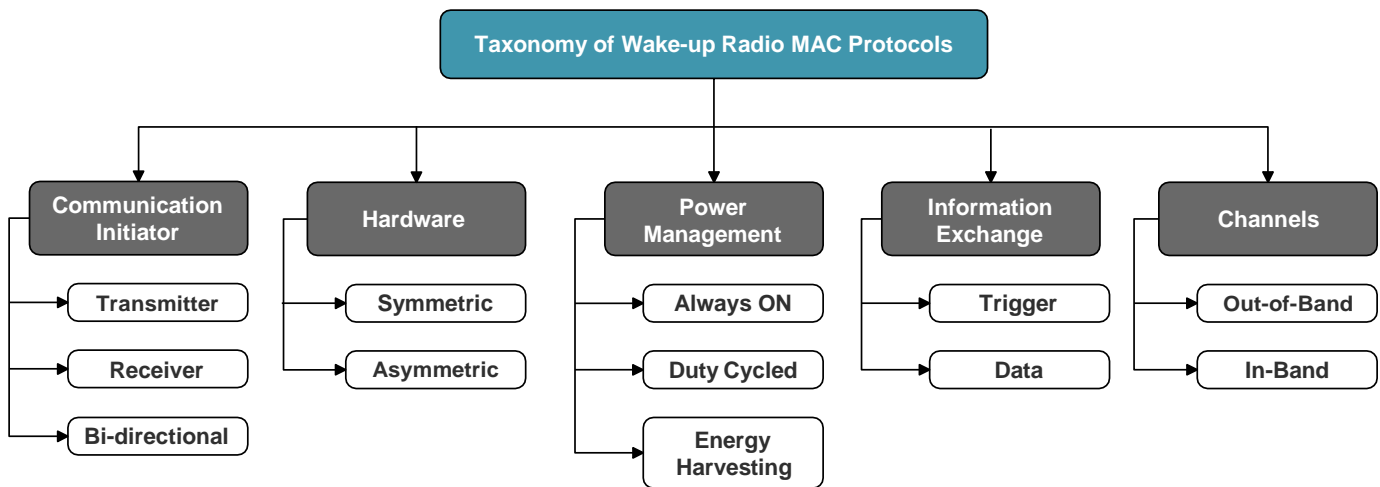 Taxonomy of Wake-up Radio MAC Protocols
Communication
Initiator
Transmitter
Receiver
Bi-directional
Hardware
Symmetric
Asymmetric
Power
Management
Always ON
Duty Cycled
Energy
Harvesting
Information
Exchange
Trigger
Data
Channels
Out-of-Band
In-Band